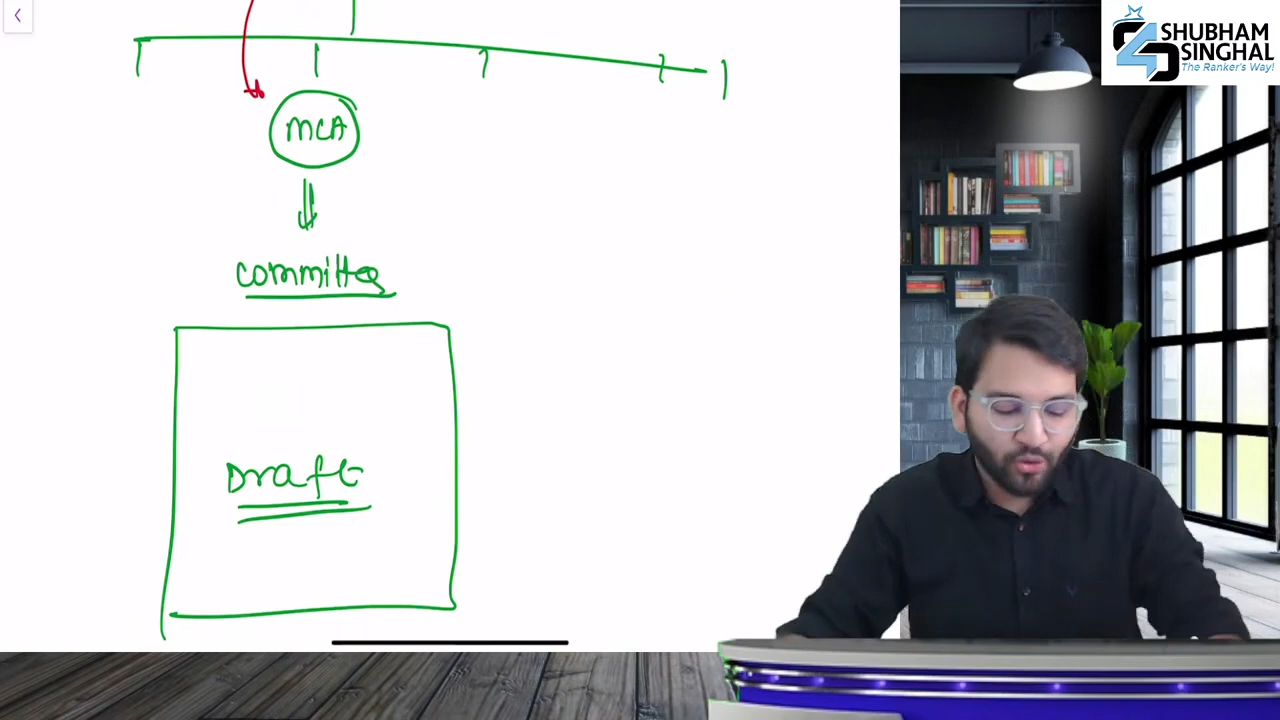 SHUBHAM
SINGHAL
The Ranker's Way!
MCA
committee
Draft